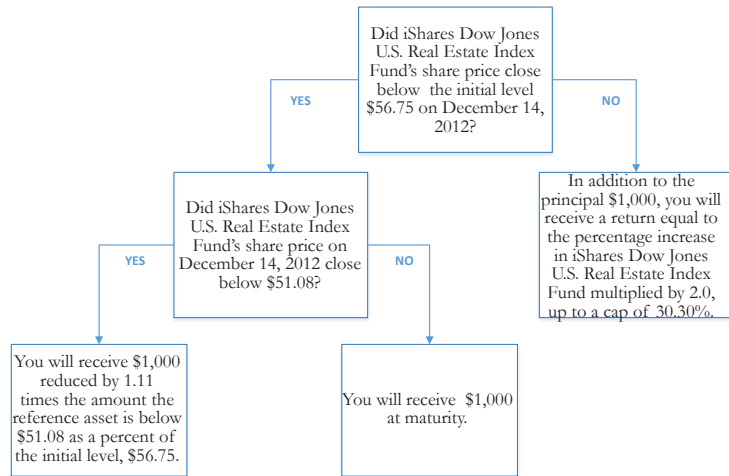 Did iShares Dow Jones
U.S. Real Estate Index
Fund's share price close
below the initial level
$56.75 on December 14,
2012?
YES
NO
Did iShares Dow Jones
U.S. Real Estate Index
Fund's share price on
December 14, 2012 close
below $51.08?
In addition to the
principal $1,000, you will
receive a return equal to
the percentage increase
in iShares Dow Jones
U.S. Real Estate Index
Fund multiplied by 2.0,
up to a cap of 30.30%.
YES
NO
You will receive $1,000
reduced by 1.11
times the amount the
reference asset is below
$51.08 as a percent of
the initial level, $56.75.
You will receive $1,000
at maturity.